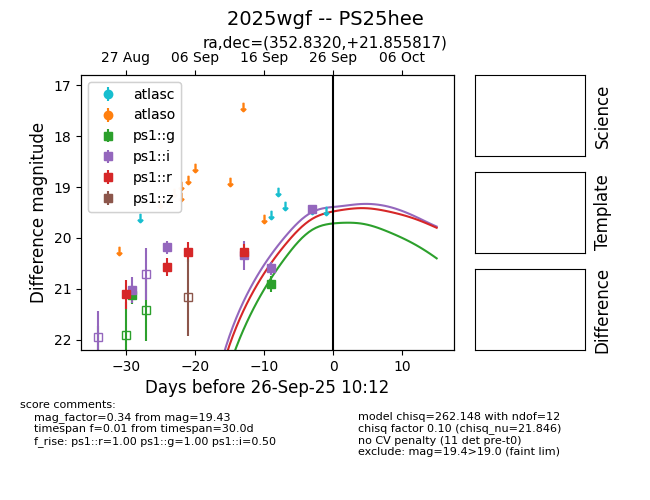 2025wgf -- PS25hee
ra,dec=(352.8320,+21.855817)
27 Aug 06 Sep 16 Sep 26 Sep 06 Oct
17
18
19
20
21
22
Difference magnitude
atlasc
atlaso
ps1::g
ps1::i
ps1::r
ps1::z
−30 −20 −10 0 10
Days before 26-Sep-25 10:12
Science
Template
Difference
score comments:
mag_factor=0.34 from mag=19.43
timespan f=0.01 from timespan=30.0d
f_rise: ps1::r=1.00 ps1::g=1.00 ps1::i=0.50
model chisq=262.148 with ndof=12
chisq factor 0.10 (chisq_nu=21.846)
no CV penalty (11 det pre-t0)
exclude: mag=19.4>19.0 (faint lim)